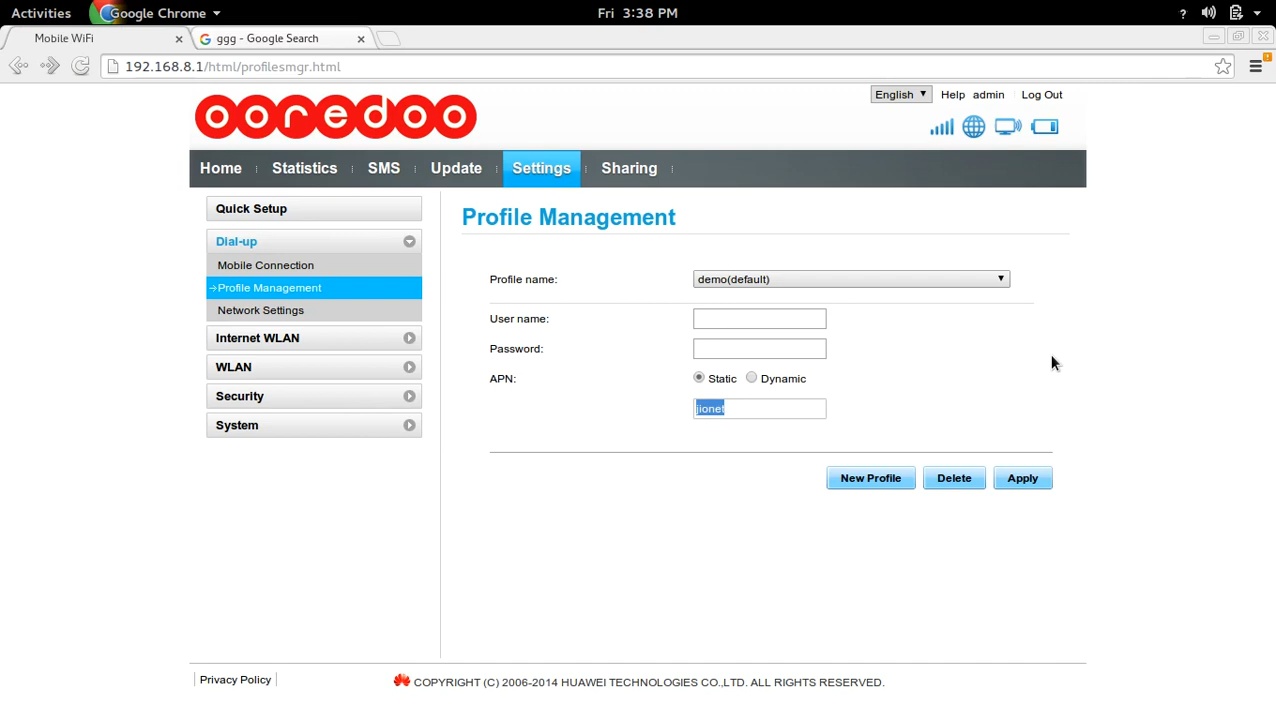 Activities Google Chrome Fri 3:38 PM ?
Mobile WiFi × ggg - Google Search ×
192.168.8.1/html/profilesmgr.html
ooredoo
English Help admin Log Out
Home Statistics SMS Update Settings Sharing
Quick Setup
Dial-up
Mobile Connection
Profile Management
Network Settings
Internet WLAN
WLAN
Security
System
Profile Management
Profile name: demo(default)
User name:
Password:
APN: Static Dynamic
jionet
New Profile Delete Apply
Privacy Policy
COPYRIGHT (C) 2006-2014 HUAWEI TECHNOLOGIES CO.,LTD. ALL RIGHTS RESERVED.